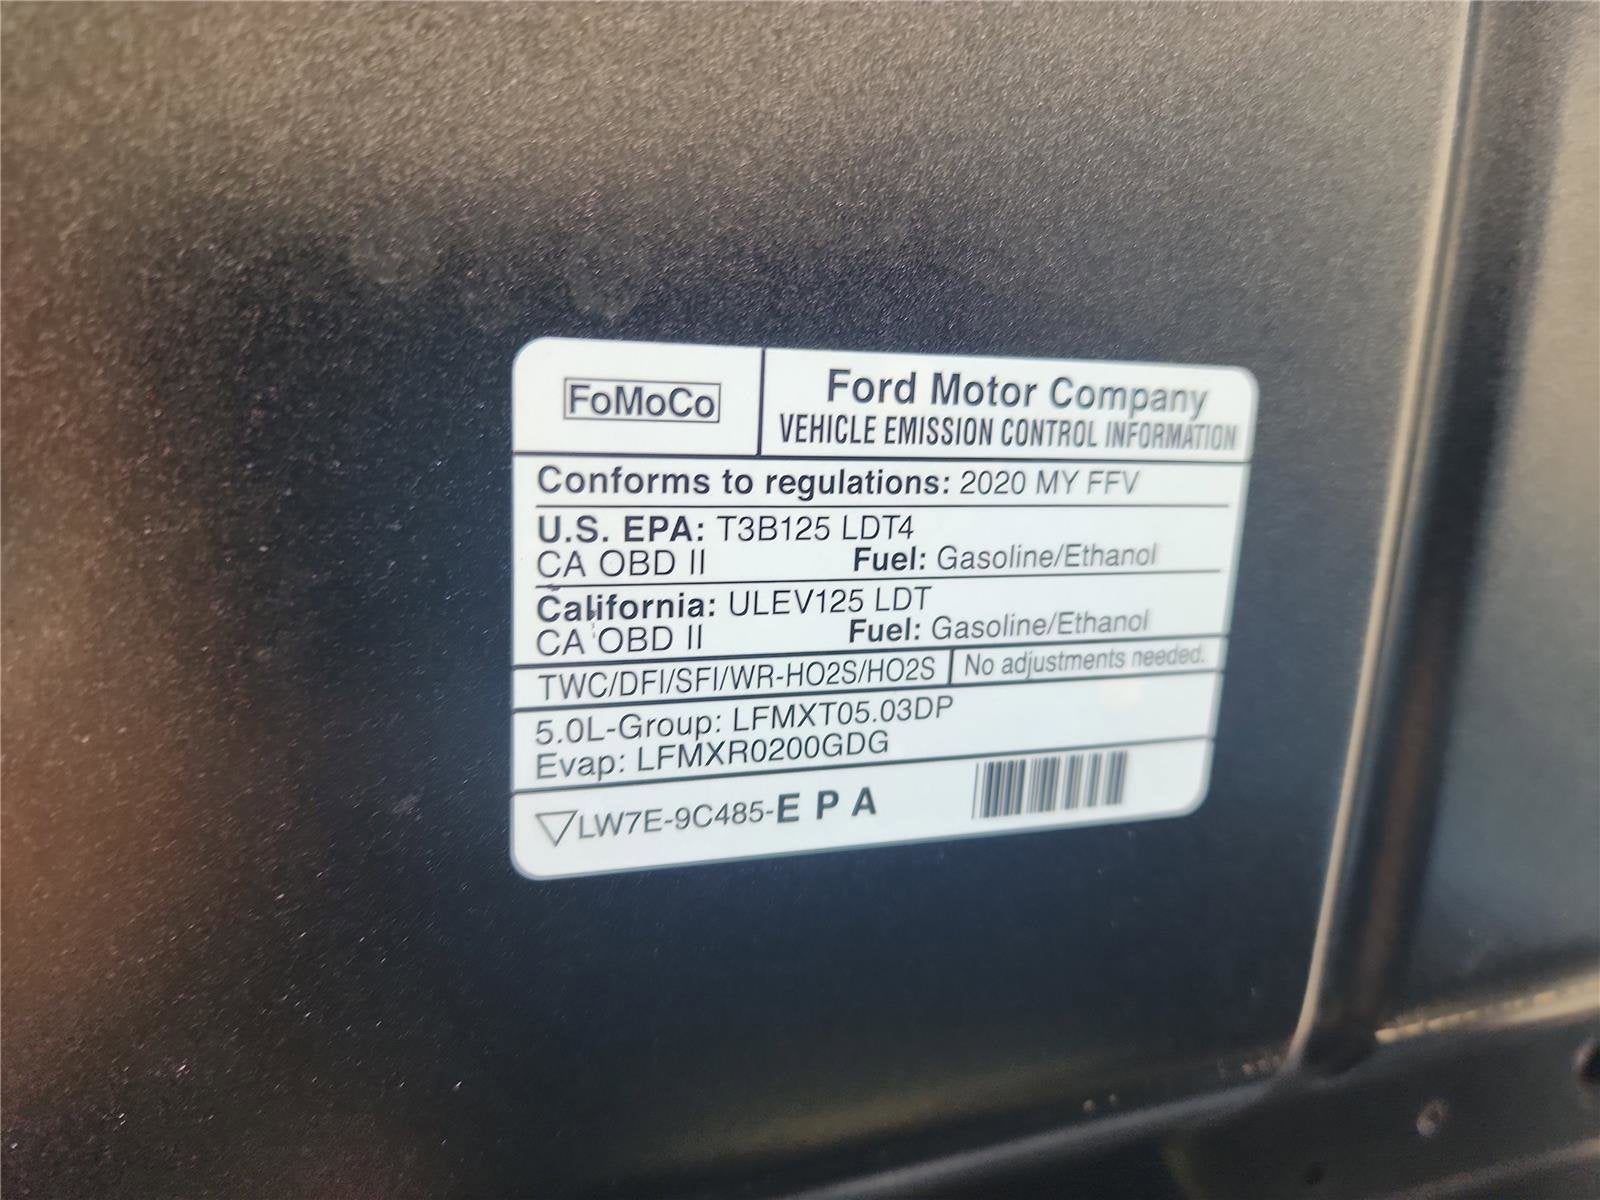 FoMoCo
Ford Motor Company
VEHICLE EMISSION CONTROL INFORMATION
Conforms to regulations: 2020 MY FFV
U.S. EPA: T3B125 LDT4
CA OBD II Fuel: Gasoline/Ethanol
California: ULEV125 LDT
CA OBD II Fuel: Gasoline/Ethanol
TWC/DFI/SFI/WR-HO2S/HO2S No adjustments needed.
5.0L-Group: LFMXT05.03DP
Evap: LFMXR0200GDG
▽LW7E-9C485-EPA